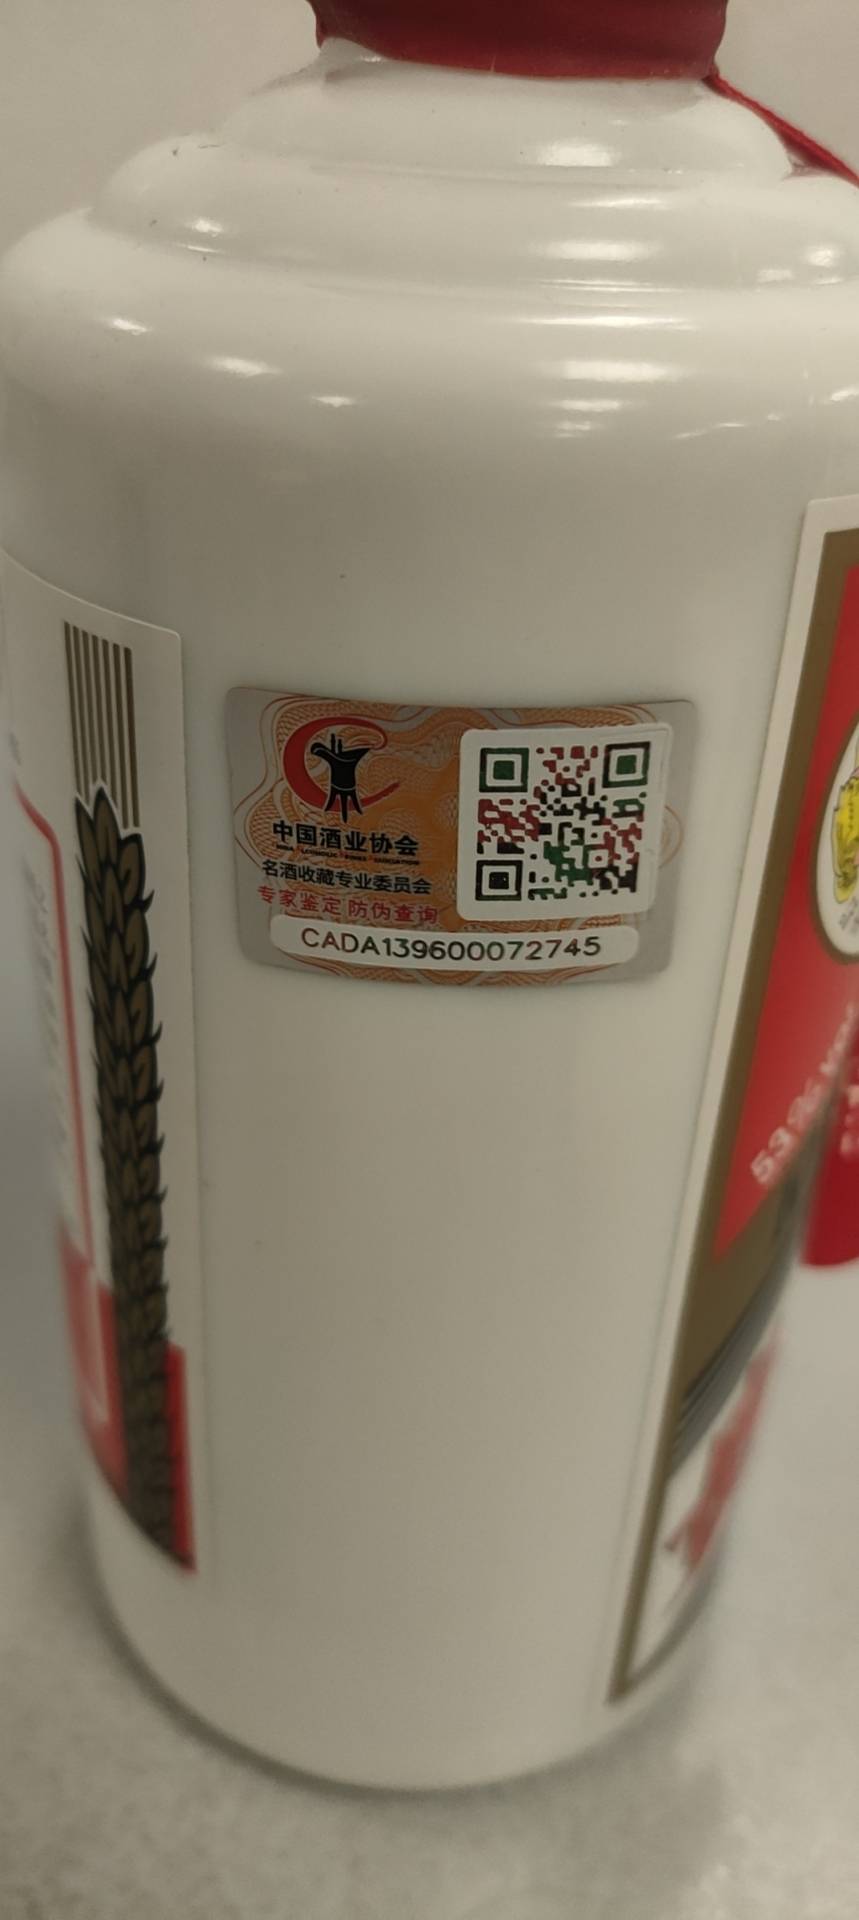 中国酒业协会
名酒收藏专业委员会
专家鉴定 防伪查询
CADA139600072745
53%